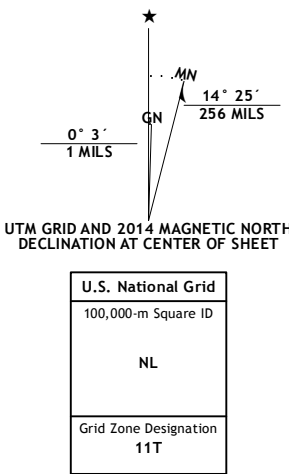 ★
MN
GN
14° 25´
256 MILS
0° 3´
1 MILS
UTM GRID AND 2014 MAGNETIC NORTH
DECLINATION AT CENTER OF SHEET
U.S. National Grid
100,000-m Square ID
NL
Grid Zone Designation
11T